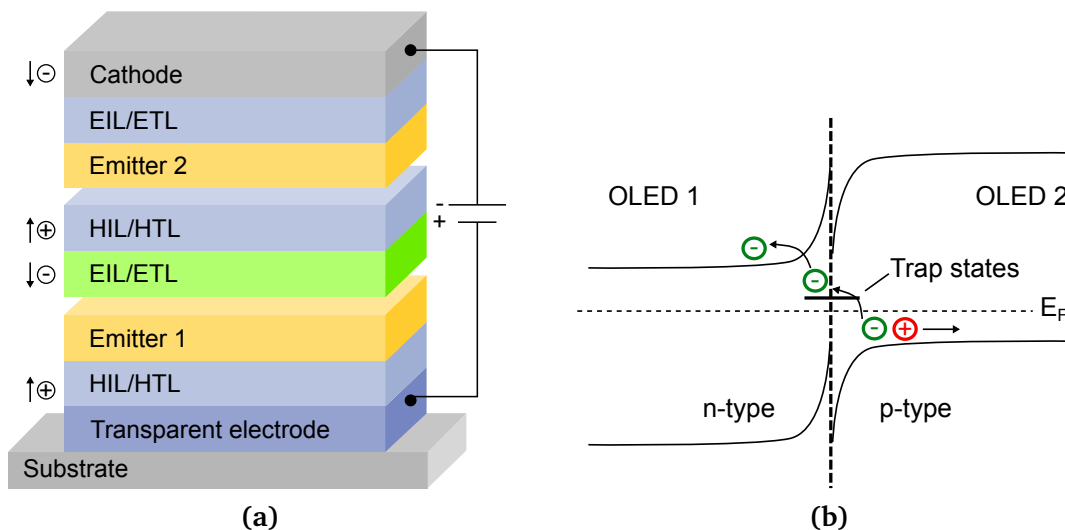 Cathode
EIL/ETL
Emitter 2
HIL/HTL
EIL/ETL
Emitter 1
HIL/HTL
Transparent electrode
Substrate
-
+
(a)
OLED 1
OLED 2
Trap states
E_F
n-type
p-type
(b)